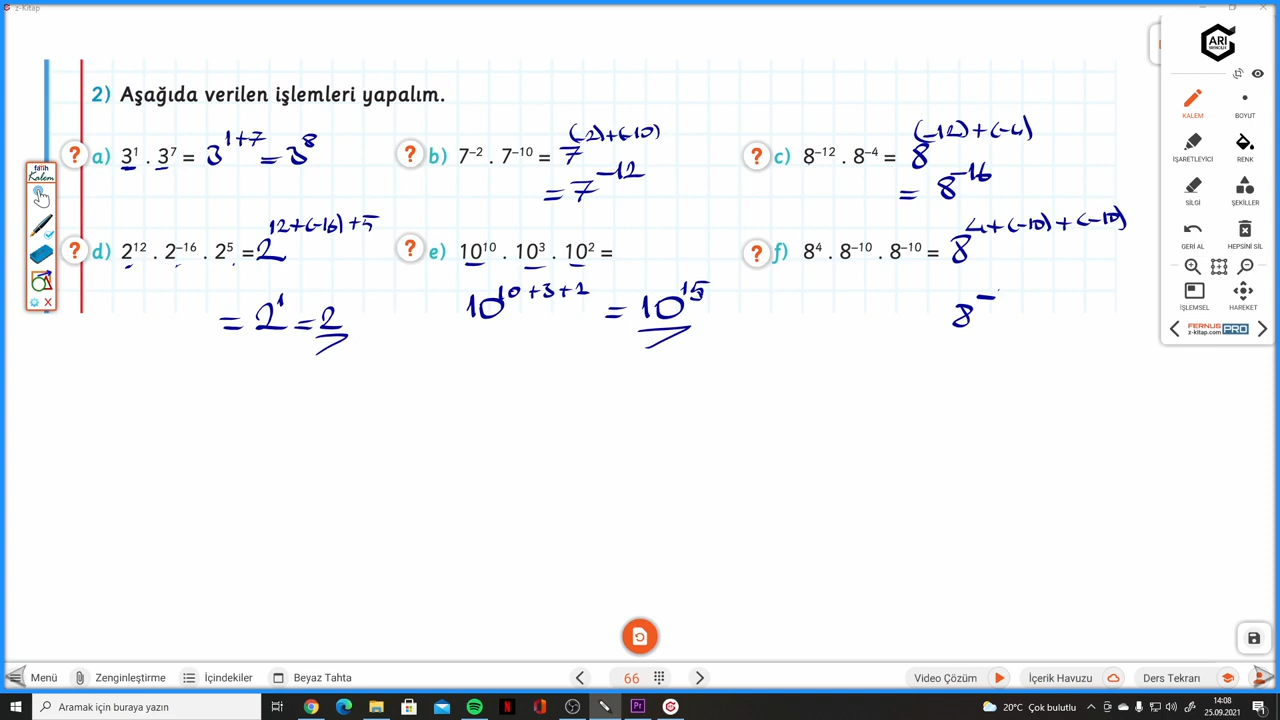 z-Kitap
ARI
2) Aşağıda verilen işlemleri yapalım.
? a) 3¹ . 3⁷ = 3¹⁺⁷ = 3⁸
? b) 7⁻² . 7⁻¹⁰ = 7⁽⁻²⁾⁺⁽⁻¹⁰⁾
= 7⁻¹²
? c) 8⁻¹² . 8⁻⁴ = 8⁽⁻¹²⁾⁺⁽⁻⁴⁾
= 8⁻¹⁶
? d) 2¹² . 2⁻¹⁶ . 2⁵ = 2¹²⁺⁽⁻¹⁶⁾⁺⁵
= 2¹ = 2
? e) 10¹⁰ . 10³ . 10² =
10¹⁰⁺³⁺² = 10¹⁵
? f) 8⁴ . 8⁻¹⁰ . 8⁻¹⁰ = 8⁴⁺⁽⁻¹⁰⁾⁺⁽⁻¹⁰⁾
8⁻
fatih
Kalem
KALEM BOYUT
İŞARETLEYİCİ RENK
SİLGİ ŞEKİLLER
GERİ AL HEPSİNİ SİL
İŞLEMSEL HAREKET
FERNUS PRO
z-kitap.com
Menü Zenginleştirme İçindekiler Beyaz Tahta 66 Video Çözüm İçerik Havuzu Ders Tekrarı
Aramak için buraya yazın 20°C Çok bulutlu 14:08
25.09.2021